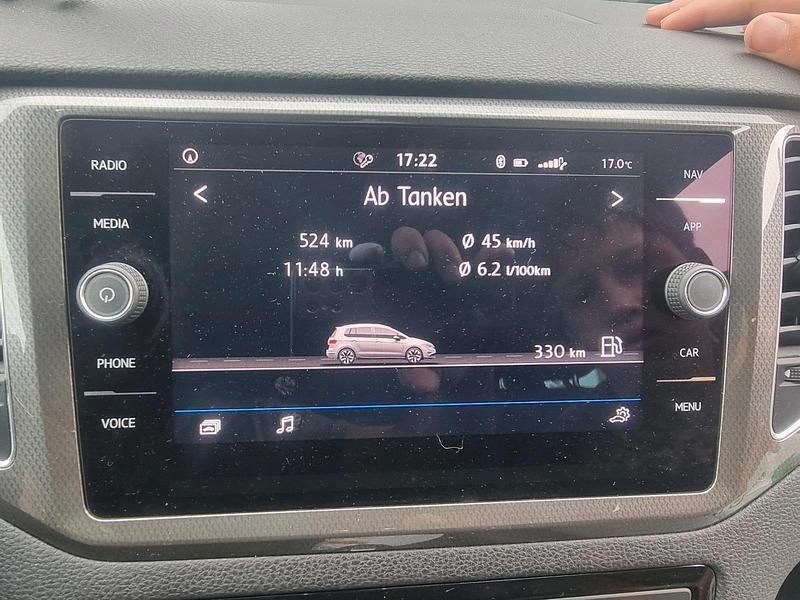 RADIO
MEDIA
PHONE
VOICE
17:22
17.0°C
< Ab Tanken >
524 km Ø 45 km/h
11:48 h Ø 6.2 l/100km
330 km
NAV
APP
CAR
MENU